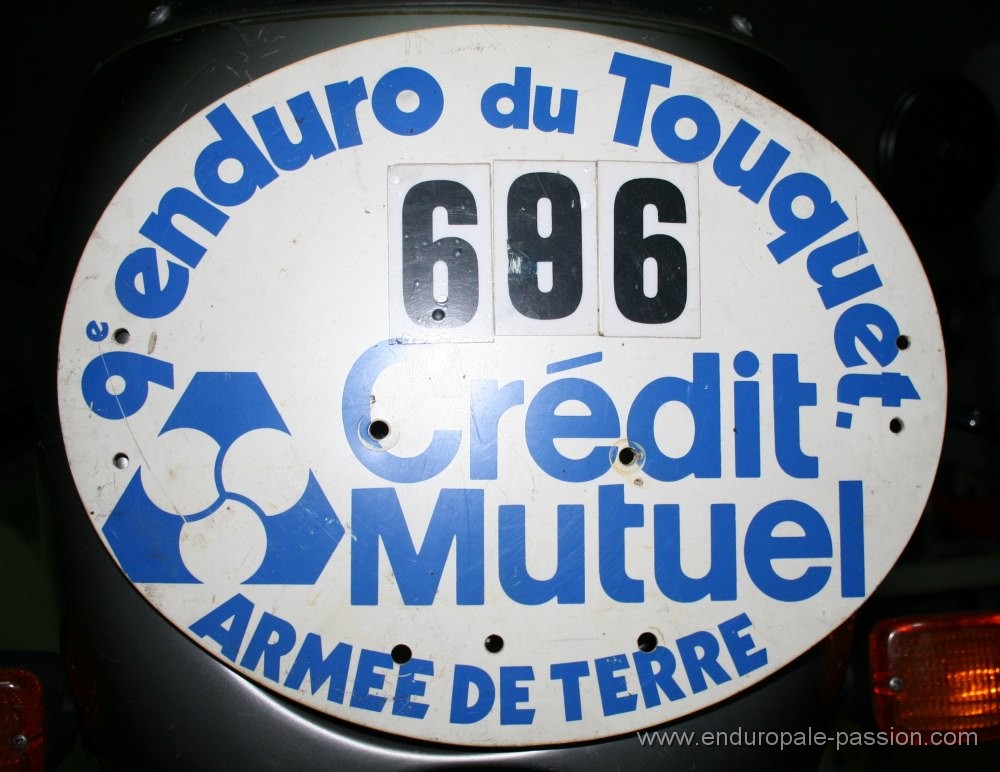 9e enduro du Touquet.
696
Crédit
Mutuel
ARMEE DE TERRE
www.enduropale-passion.com